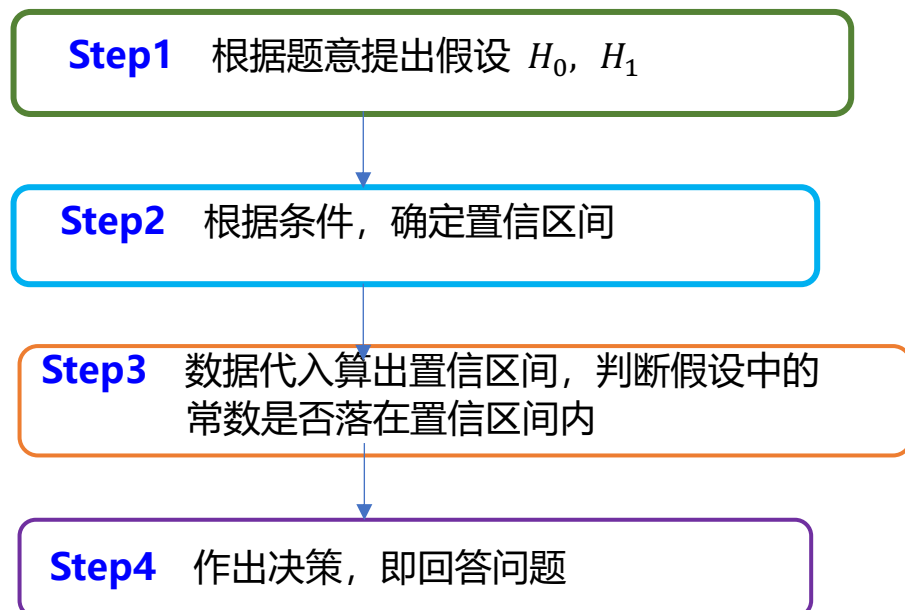 Step1 根据题意提出假设 H₀, H₁
Step2 根据条件，确定置信区间
Step3 数据代入算出置信区间，判断假设中的
常数是否落在置信区间内
Step4 作出决策，即回答问题